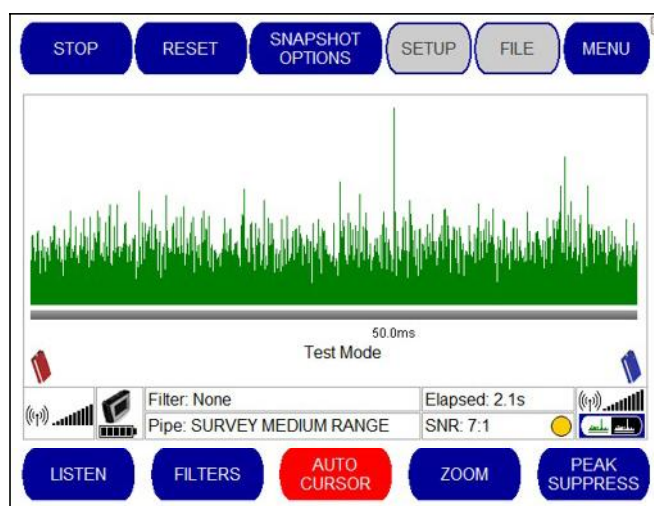 STOP
RESET
SNAPSHOT
OPTIONS
SETUP
FILE
MENU
50.0ms
Test Mode
Filter: None
Elapsed: 2.1s
Pipe: SURVEY MEDIUM RANGE
SNR: 7:1
LISTEN
FILTERS
AUTO
CURSOR
ZOOM
PEAK
SUPPRESS